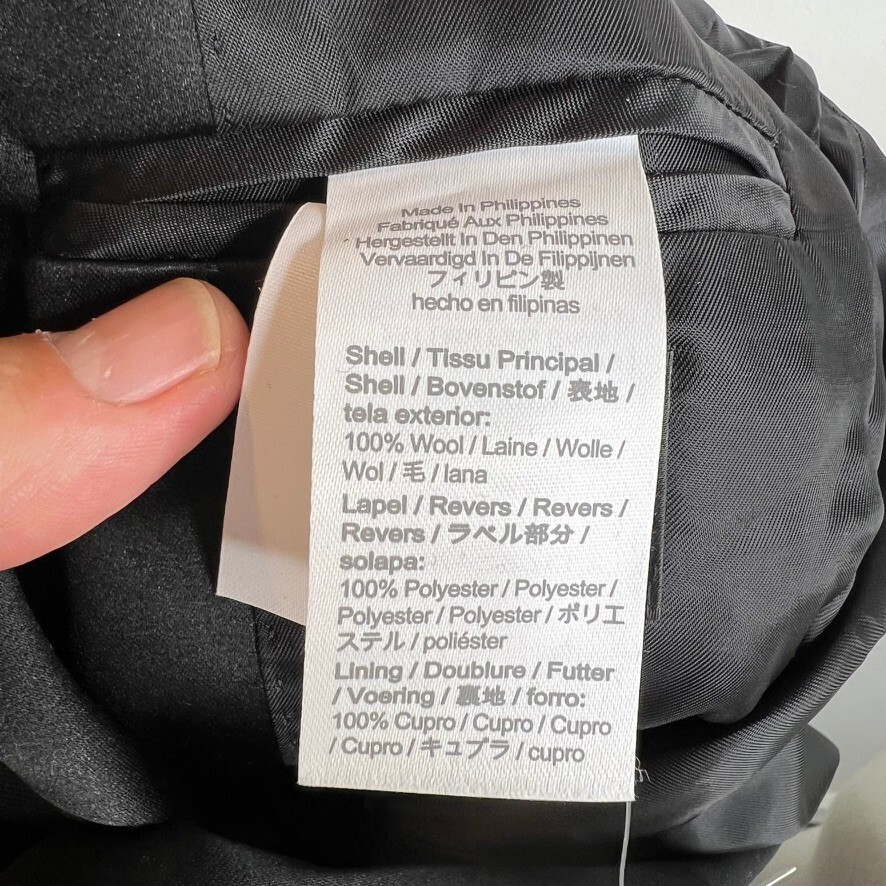 Made In Philippines
Fabriqué Aux Philippines
Hergestellt In Den Philippinen
Vervaardigd In De Filippijnen
フィリピン製
hecho en filipinas
Shell / Tissu Principal /
Shell / Bovenstof / 表地 /
tela exterior:
100% Wool / Laine / Wolle /
Wol / 毛 / lana
Lapel / Revers / Revers /
Revers / ラペル部分 /
solapa:
100% Polyester / Polyester /
Polyester / Polyester / ポリエ
ステル / poliéster
Lining / Doublure / Futter
/ Voering / 裏地 / forro:
100% Cupro / Cupro / Cupro
/ Cupro / キュプラ / cupro